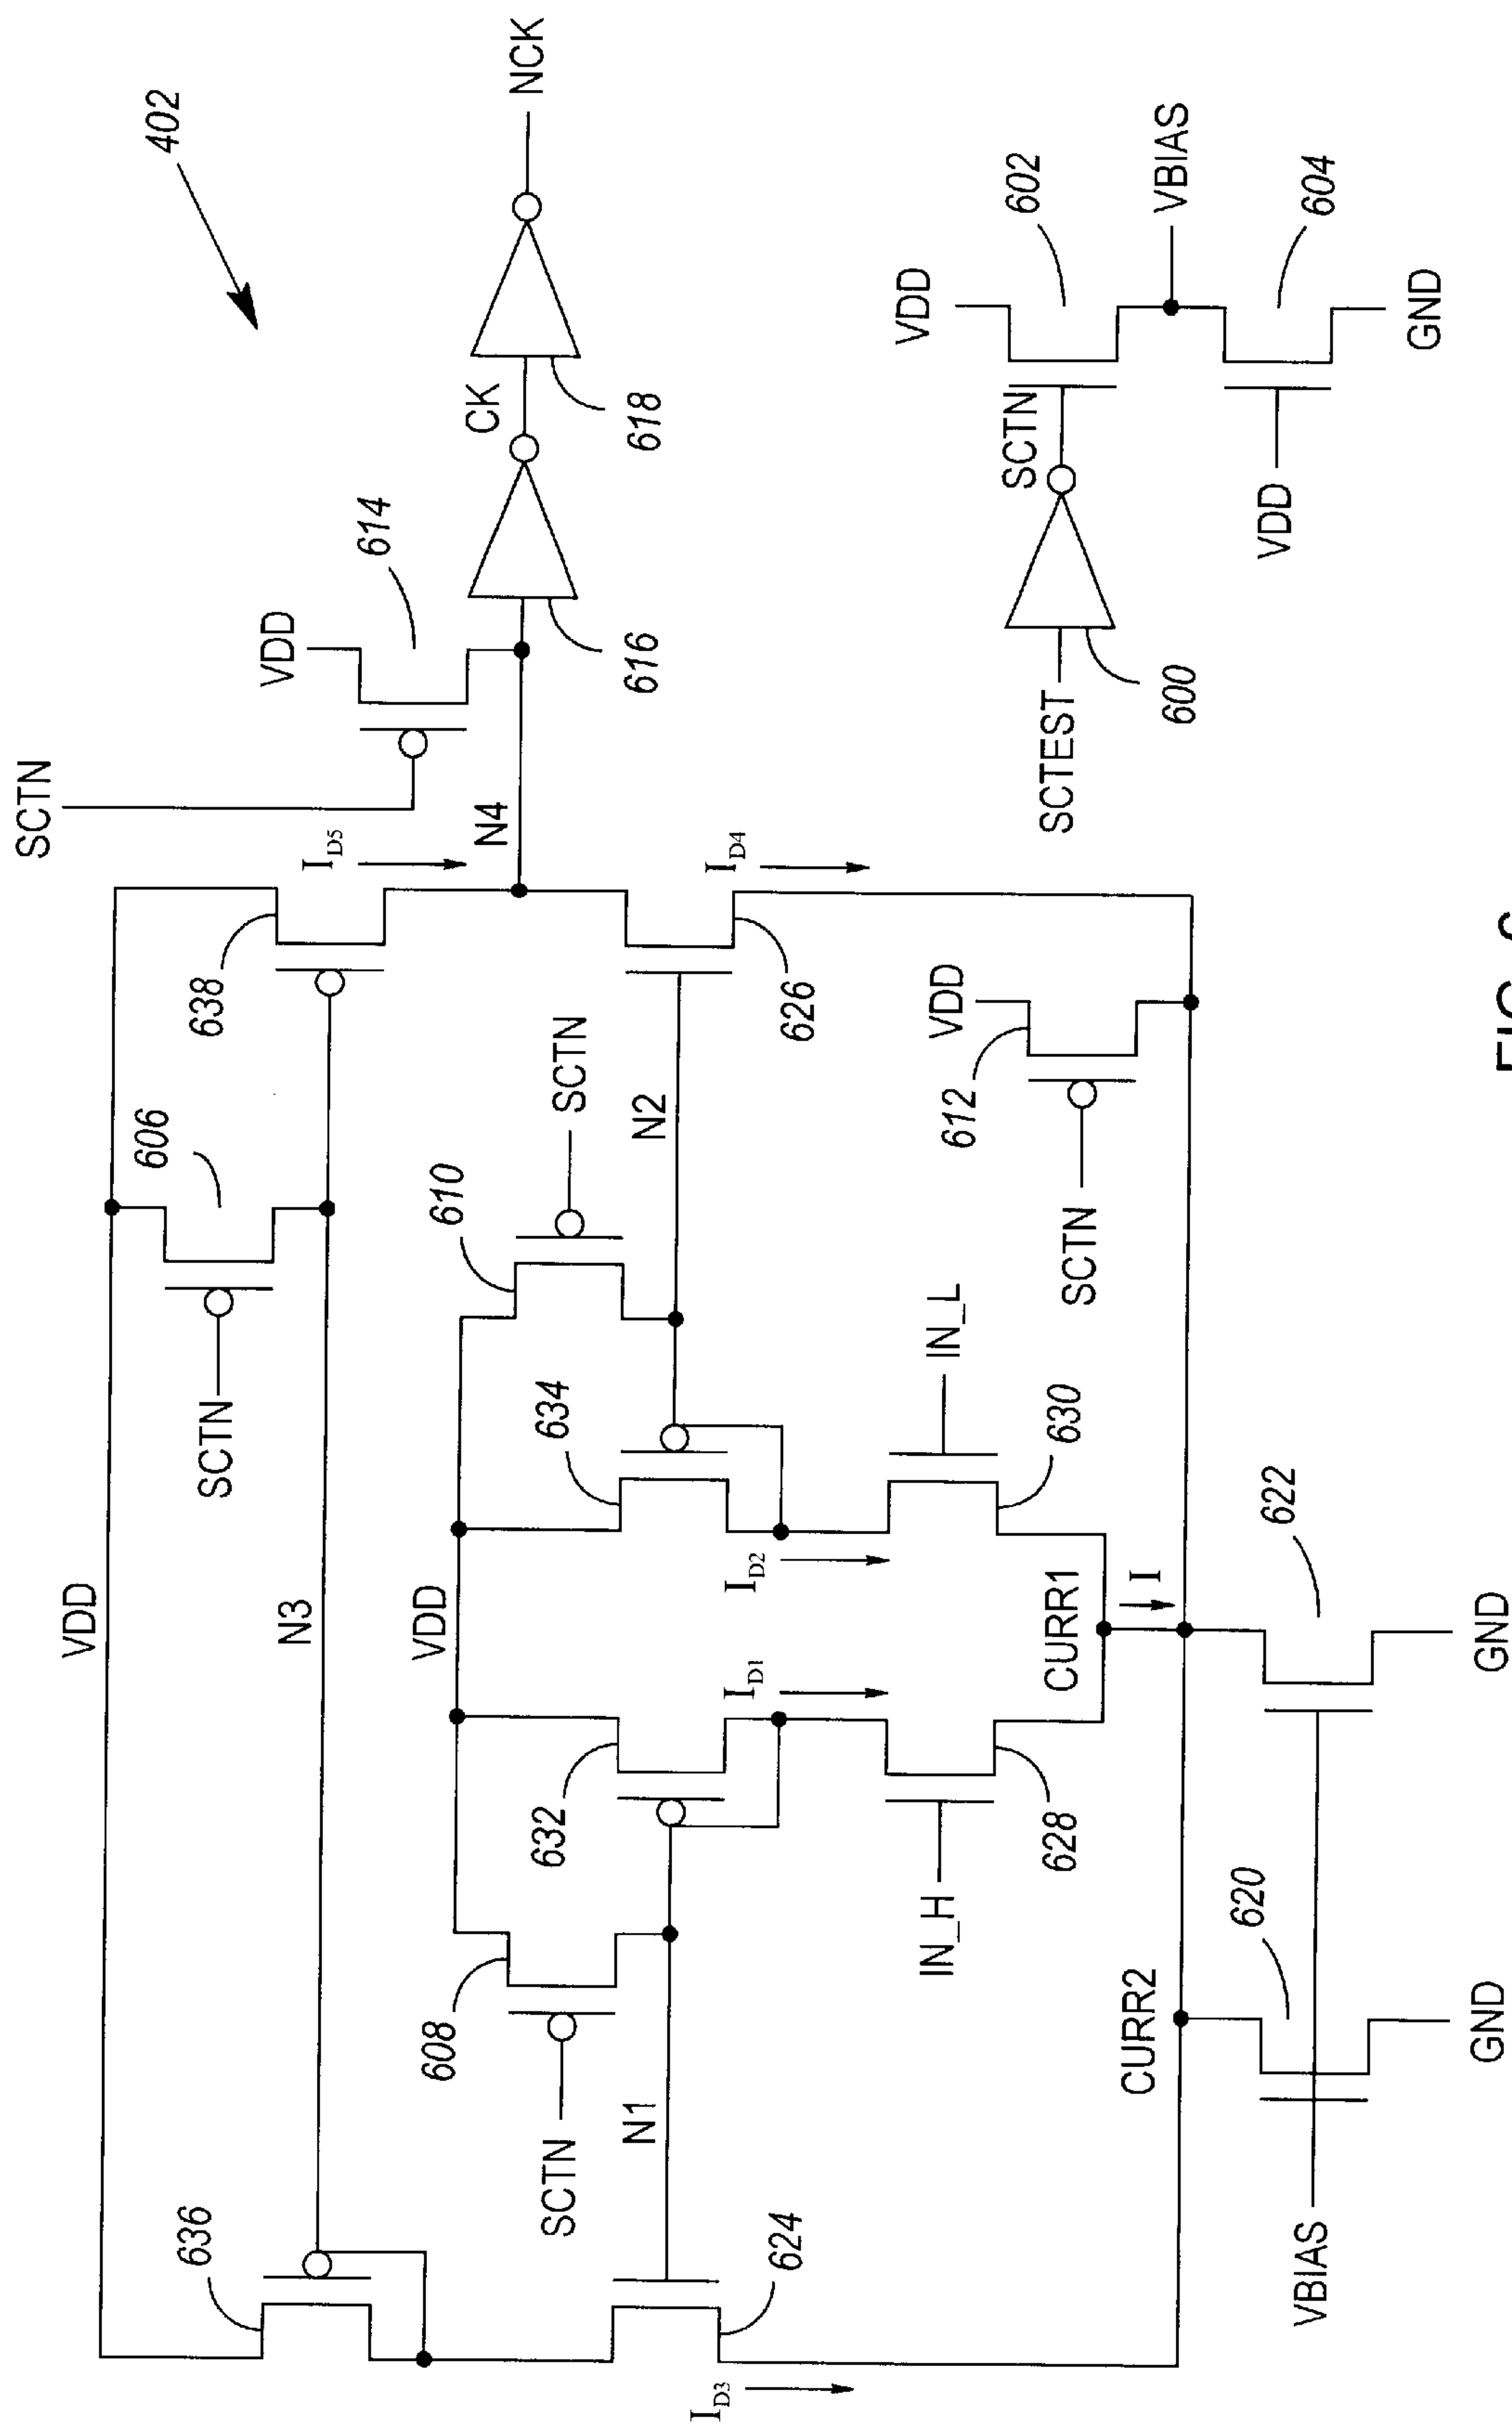 402
SCTN
VDD
614
N4
616
CK
618
NCK
VDD
606
SCTN
638
I_D5
N3
636
VDD
608
SCTN
632
634
610
SCTN
N1
N2
I_D1
I_D2
I_D3
I_D4
624
626
IN_H
628
630
IN_L
CURR1
I
CURR2
612
VDD
SCTN
VBIAS
620
622
GND
GND
SCTEST
600
SCTN
VDD
602
VBIAS
604
VDD
GND